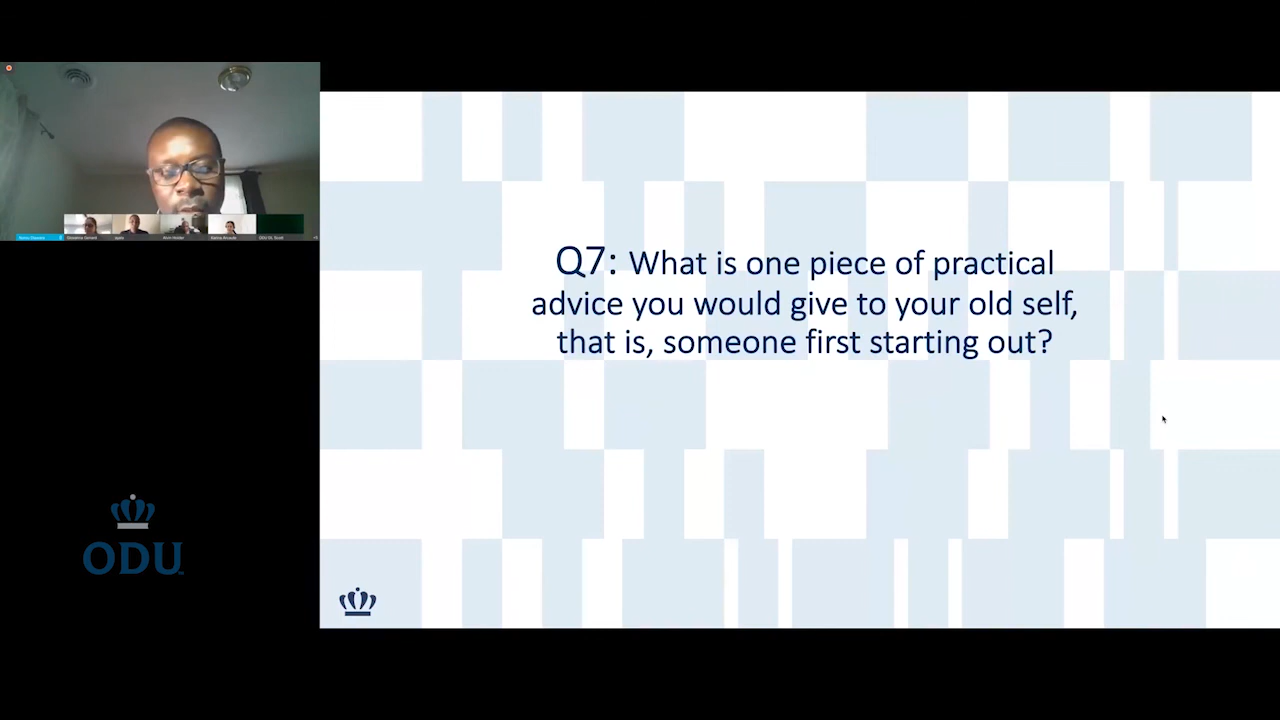 Q7: What is one piece of practical
advice you would give to your old self,
that is, someone first starting out?
ODU